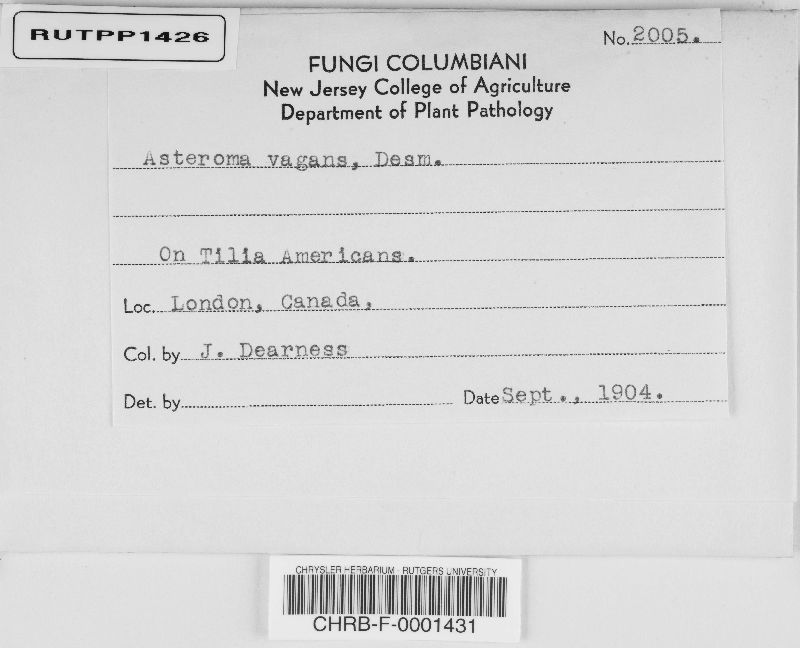 RUTPP1426
No. 2005.
FUNGI COLUMBIANI
New Jersey College of Agriculture
Department of Plant Pathology
Asteroma vagans, Desm.
On Tilia Americans.
Loc. London, Canada,
Col. by J. Dearness
Det. by
Date Sept., 1904.
CHRYSLER HERBARIUM - RUTGERS UNIVERSITY
CHRB-F-0001431